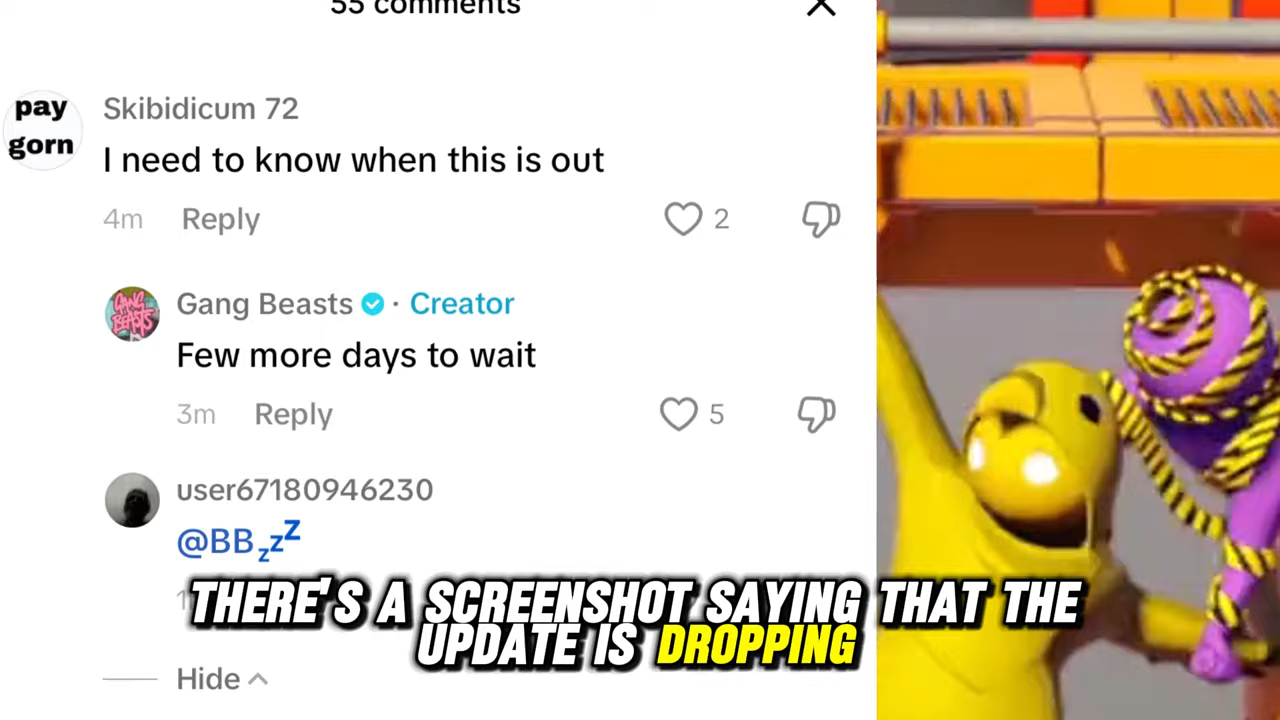 55 comments
pay
gorn
Skibidicum 72
I need to know when this is out
4m Reply 2
GANG
BEASTS
Gang Beasts · Creator
Few more days to wait
3m Reply 5
user67180946230
@BBzzZ
THERE'S A SCREENSHOT SAYING THAT THE
UPDATE IS DROPPING
Hide